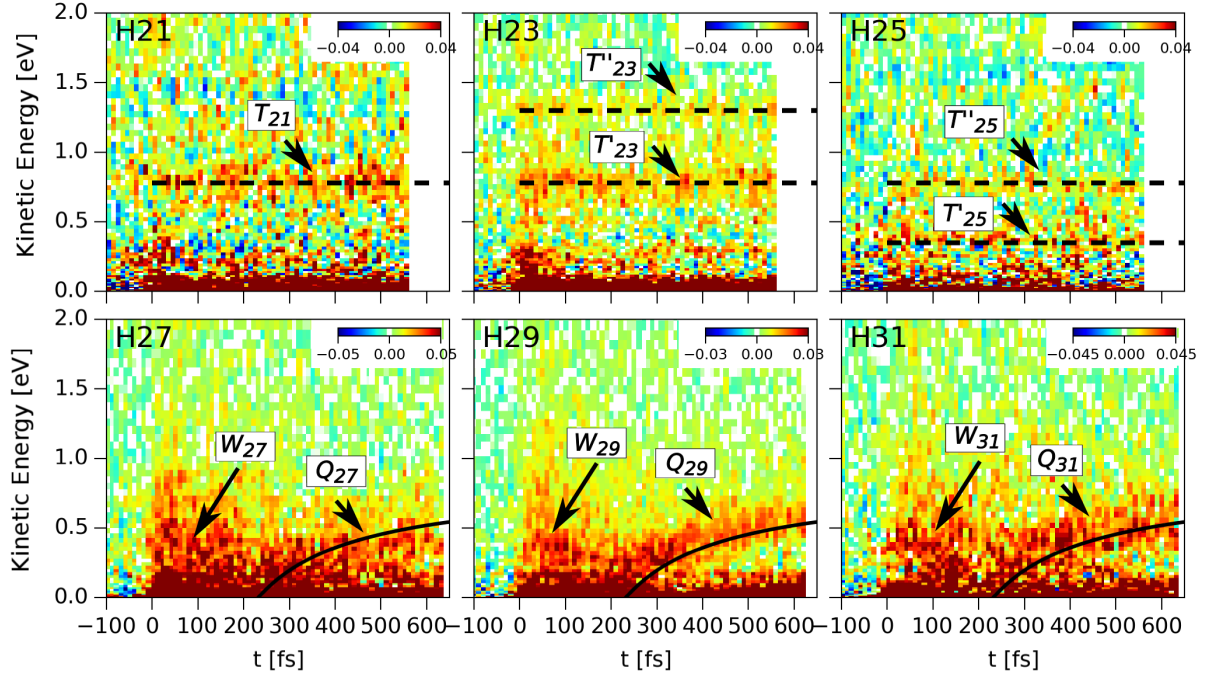 H21
−0.04 0.00 0.04
T21
H23
−0.04 0.00 0.04
T''23
T'23
H25
−0.04 0.00 0.04
T''25
T'25
Kinetic Energy [eV]
2.0
1.5
1.0
0.5
0.0
H27
−0.05 0.00 0.05
W27
Q27
H29
−0.03 0.00 0.03
W29
Q29
H31
−0.045 0.000 0.045
W31
Q31
Kinetic Energy [eV]
2.0
1.5
1.0
0.5
0.0
−100 0 100 200 300 400 500 600
−100 0 100 200 300 400 500 600
−100 0 100 200 300 400 500 600
t [fs]
t [fs]
t [fs]